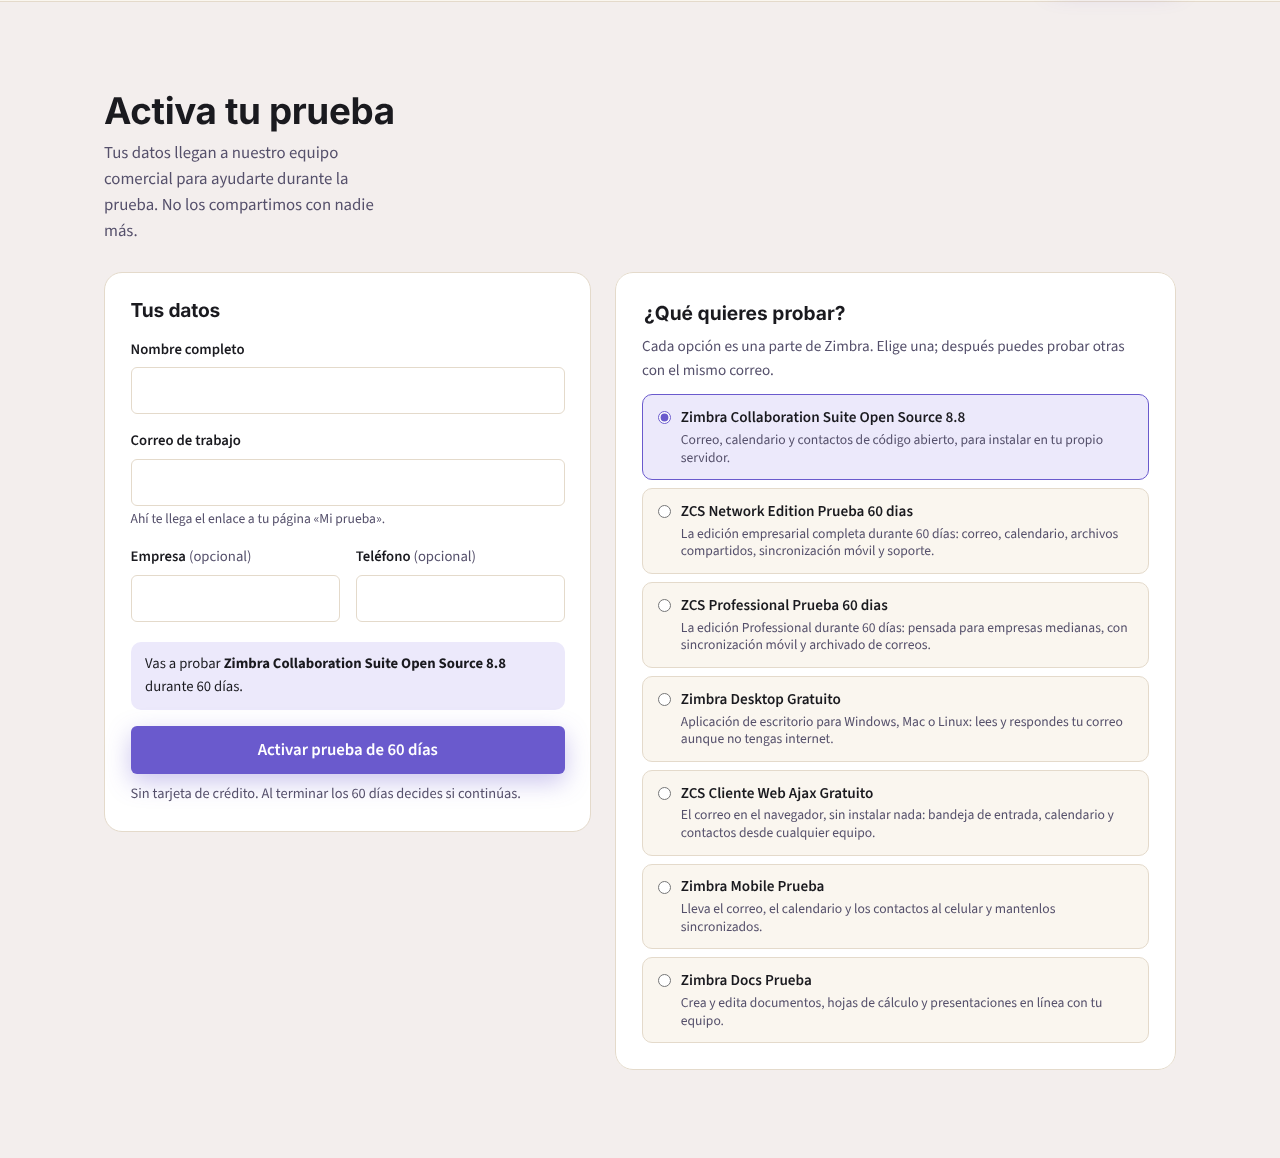 Activa tu prueba
Tus datos llegan a nuestro equipo
comercial para ayudarte durante la
prueba. No los compartimos con nadie
más.
Tus datos
Nombre completo
Correo de trabajo
Ahí te llega el enlace a tu página «Mi prueba».
Empresa (opcional)
Teléfono (opcional)
Vas a probar Zimbra Collaboration Suite Open Source 8.8
durante 60 días.
Activar prueba de 60 días
Sin tarjeta de crédito. Al terminar los 60 días decides si continúas.
¿Qué quieres probar?
Cada opción es una parte de Zimbra. Elige una; después puedes probar otras
con el mismo correo.
Zimbra Collaboration Suite Open Source 8.8
Correo, calendario y contactos de código abierto, para instalar en tu propio
servidor.
ZCS Network Edition Prueba 60 dias
La edición empresarial completa durante 60 días: correo, calendario, archivos
compartidos, sincronización móvil y soporte.
ZCS Professional Prueba 60 dias
La edición Professional durante 60 días: pensada para empresas medianas, con
sincronización móvil y archivado de correos.
Zimbra Desktop Gratuito
Aplicación de escritorio para Windows, Mac o Linux: lees y respondes tu correo
aunque no tengas internet.
ZCS Cliente Web Ajax Gratuito
El correo en el navegador, sin instalar nada: bandeja de entrada, calendario y
contactos desde cualquier equipo.
Zimbra Mobile Prueba
Lleva el correo, el calendario y los contactos al celular y mantenlos
sincronizados.
Zimbra Docs Prueba
Crea y edita documentos, hojas de cálculo y presentaciones en línea con tu
equipo.